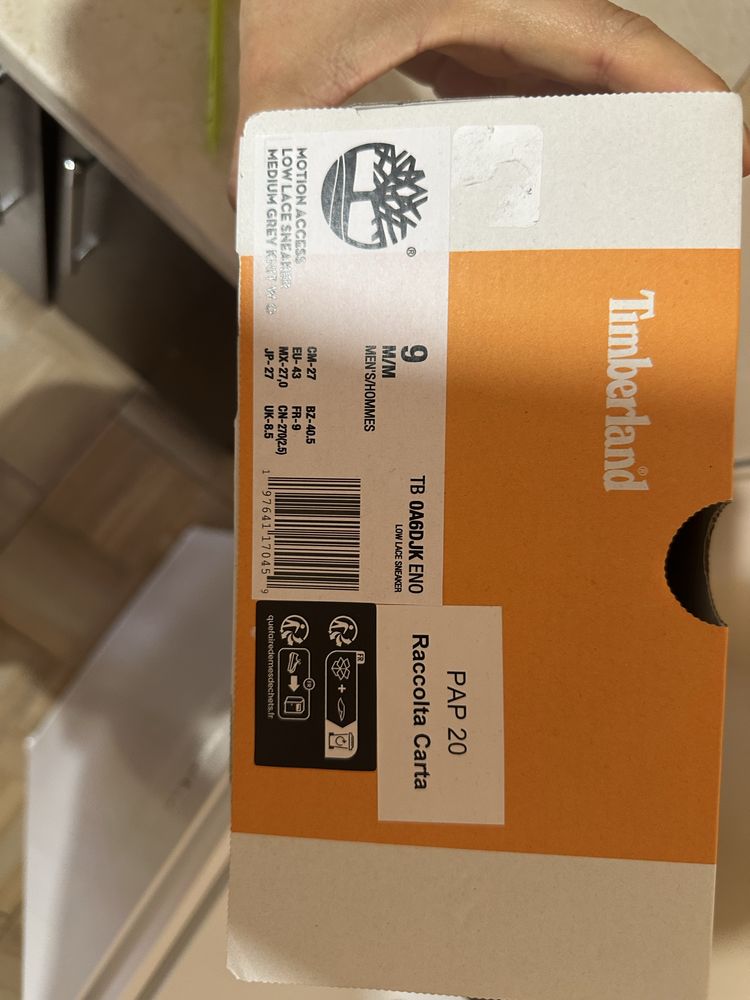 Timberland®
®
MOTION ACCESS
LOW LACE SNEAKER
MEDIUM GREY KNIT W G
9
M/M
MEN'S/HOMMES
CM-27 BZ-40.5
EU-43 FR-9
MX-27,0 CN-270(2.5)
JP-27 UK-8.5
TB 0A6DJK EN0
LOW LACE SNEAKER
1 97641 17045 9
PAP 20
Raccolta Carta
FR
+
FR
quefairedemesdechets.fr